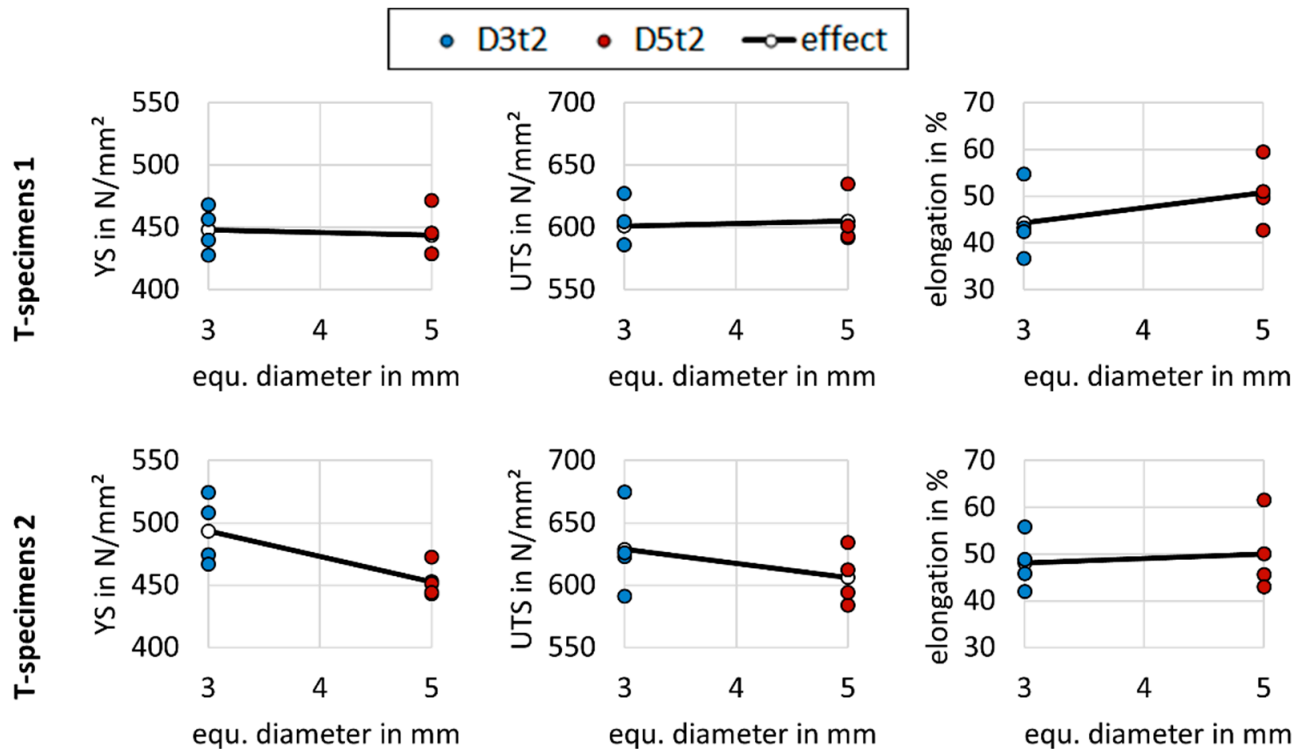 D3t2 D5t2 effect
T-specimens 1
YS in N/mm²
550
500
450
400
3 4 5
equ. diameter in mm
UTS in N/mm²
700
650
600
550
3 4 5
equ. diameter in mm
elongation in %
70
60
50
40
30
3 4 5
equ. diameter in mm
T-specimens 2
YS in N/mm²
550
500
450
400
3 4 5
equ. diameter in mm
UTS in N/mm²
700
650
600
550
3 4 5
equ. diameter in mm
elongation in %
70
60
50
40
30
3 4 5
equ. diameter in mm